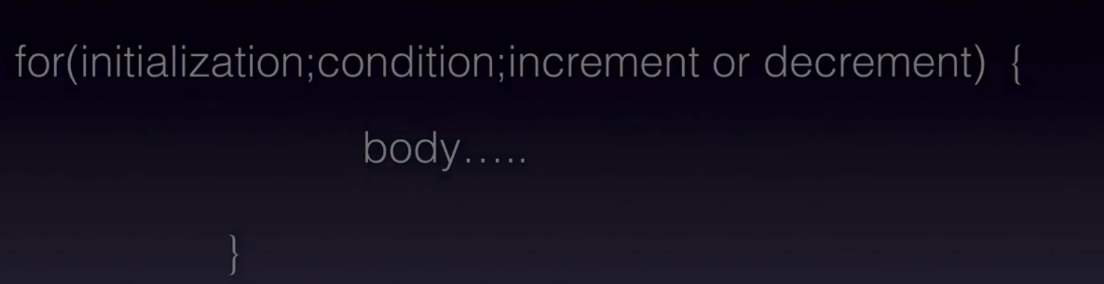 for(initialization;condition;increment or decrement) {
body…..
}